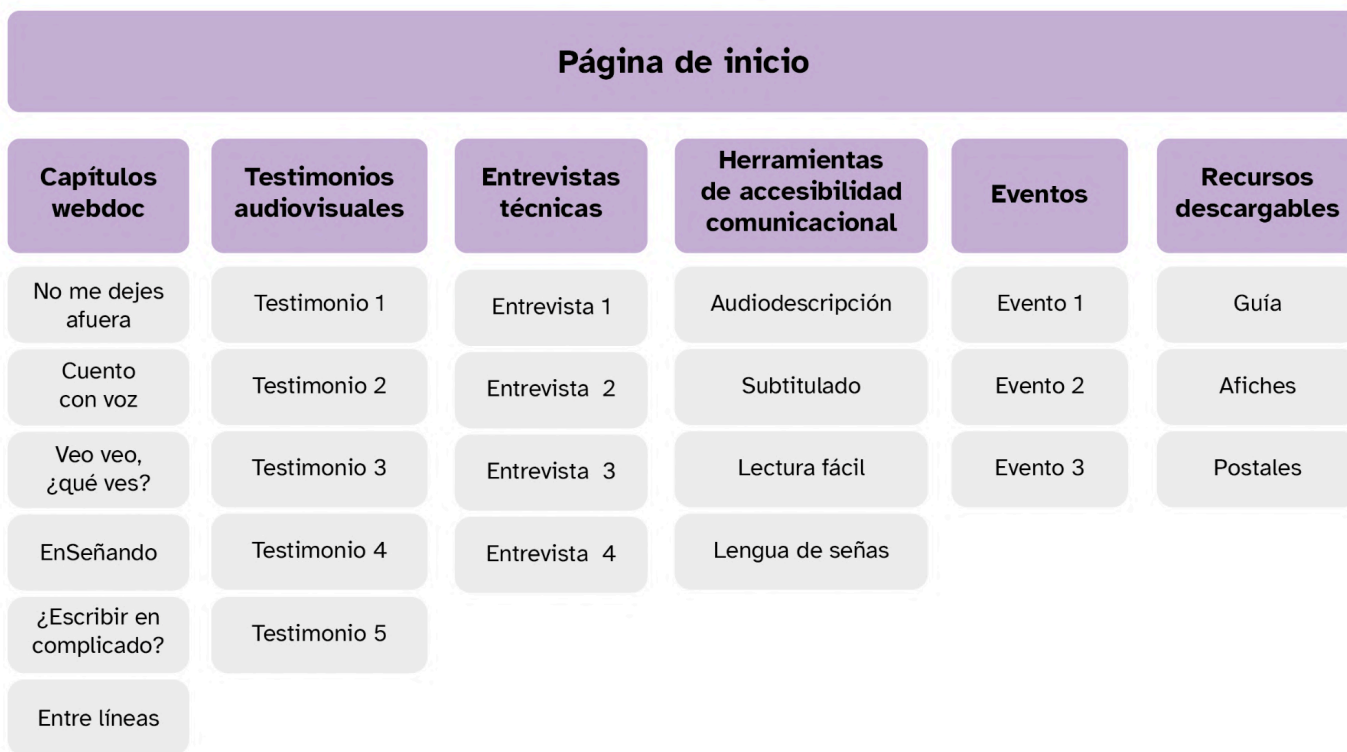 Página de inicio
Capítulos
webdoc
No me dejes
afuera
Cuento
con voz
Veo veo,
¿qué ves?
EnSeñando
¿Escribir en
complicado?
Entre líneas
Testimonios
audiovisuales
Testimonio 1
Testimonio 2
Testimonio 3
Testimonio 4
Testimonio 5
Entrevistas
técnicas
Entrevista 1
Entrevista 2
Entrevista 3
Entrevista 4
Herramientas
de accesibilidad
comunicacional
Audiodescripción
Subtitulado
Lectura fácil
Lengua de señas
Eventos
Evento 1
Evento 2
Evento 3
Recursos
descargables
Guía
Afiches
Postales